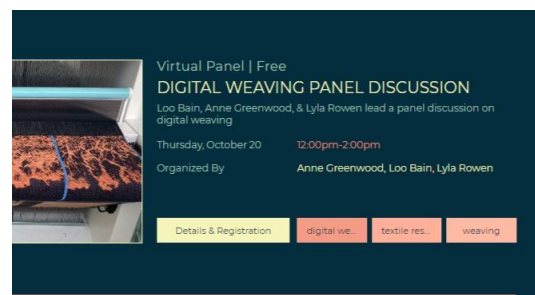 Virtual Panel | Free
DIGITAL WEAVING PANEL DISCUSSION
Loo Bain, Anne Greenwood, & Lyla Rowen lead a panel discussion on
digital weaving
Thursday, October 20 12:00pm-2:00pm
Organized By Anne Greenwood, Loo Bain, Lyla Rowen
Details & Registration digital we... textile res... weaving